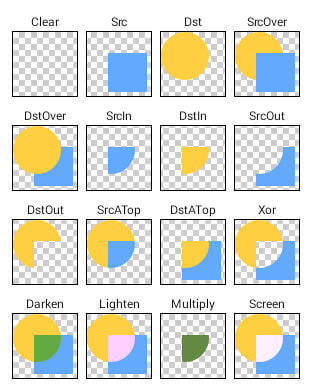 Clear Src Dst SrcOver
DstOver SrcIn DstIn SrcOut
DstOut SrcATop DstATop Xor
Darken Lighten Multiply Screen